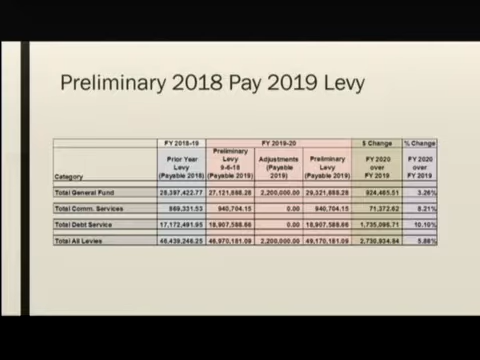 Preliminary 2018 Pay 2019 Levy
FY 2018-19 FY 2019-20 $ Change % Change
Category Prior Year Levy (Payable 2018) Preliminary Levy 9-6-18 (Payable 2019) Adjustments (Payable 2019) Preliminary Levy (Payable 2019) FY 2020 over FY 2019 FY 2020 over FY 2019
Total General Fund 28,397,422.77 27,121,888.28 2,200,000.00 29,321,888.28 924,465.51 3.26%
Total Comm. Services 869,331.53 940,704.15 0.00 940,704.15 71,372.62 8.21%
Total Debt Service 17,172,491.95 18,907,588.66 0.00 18,907,588.66 1,735,096.71 10.10%
Total All Levies 46,439,246.25 46,970,181.09 2,200,000.00 49,170,181.09 2,730,934.84 5.88%